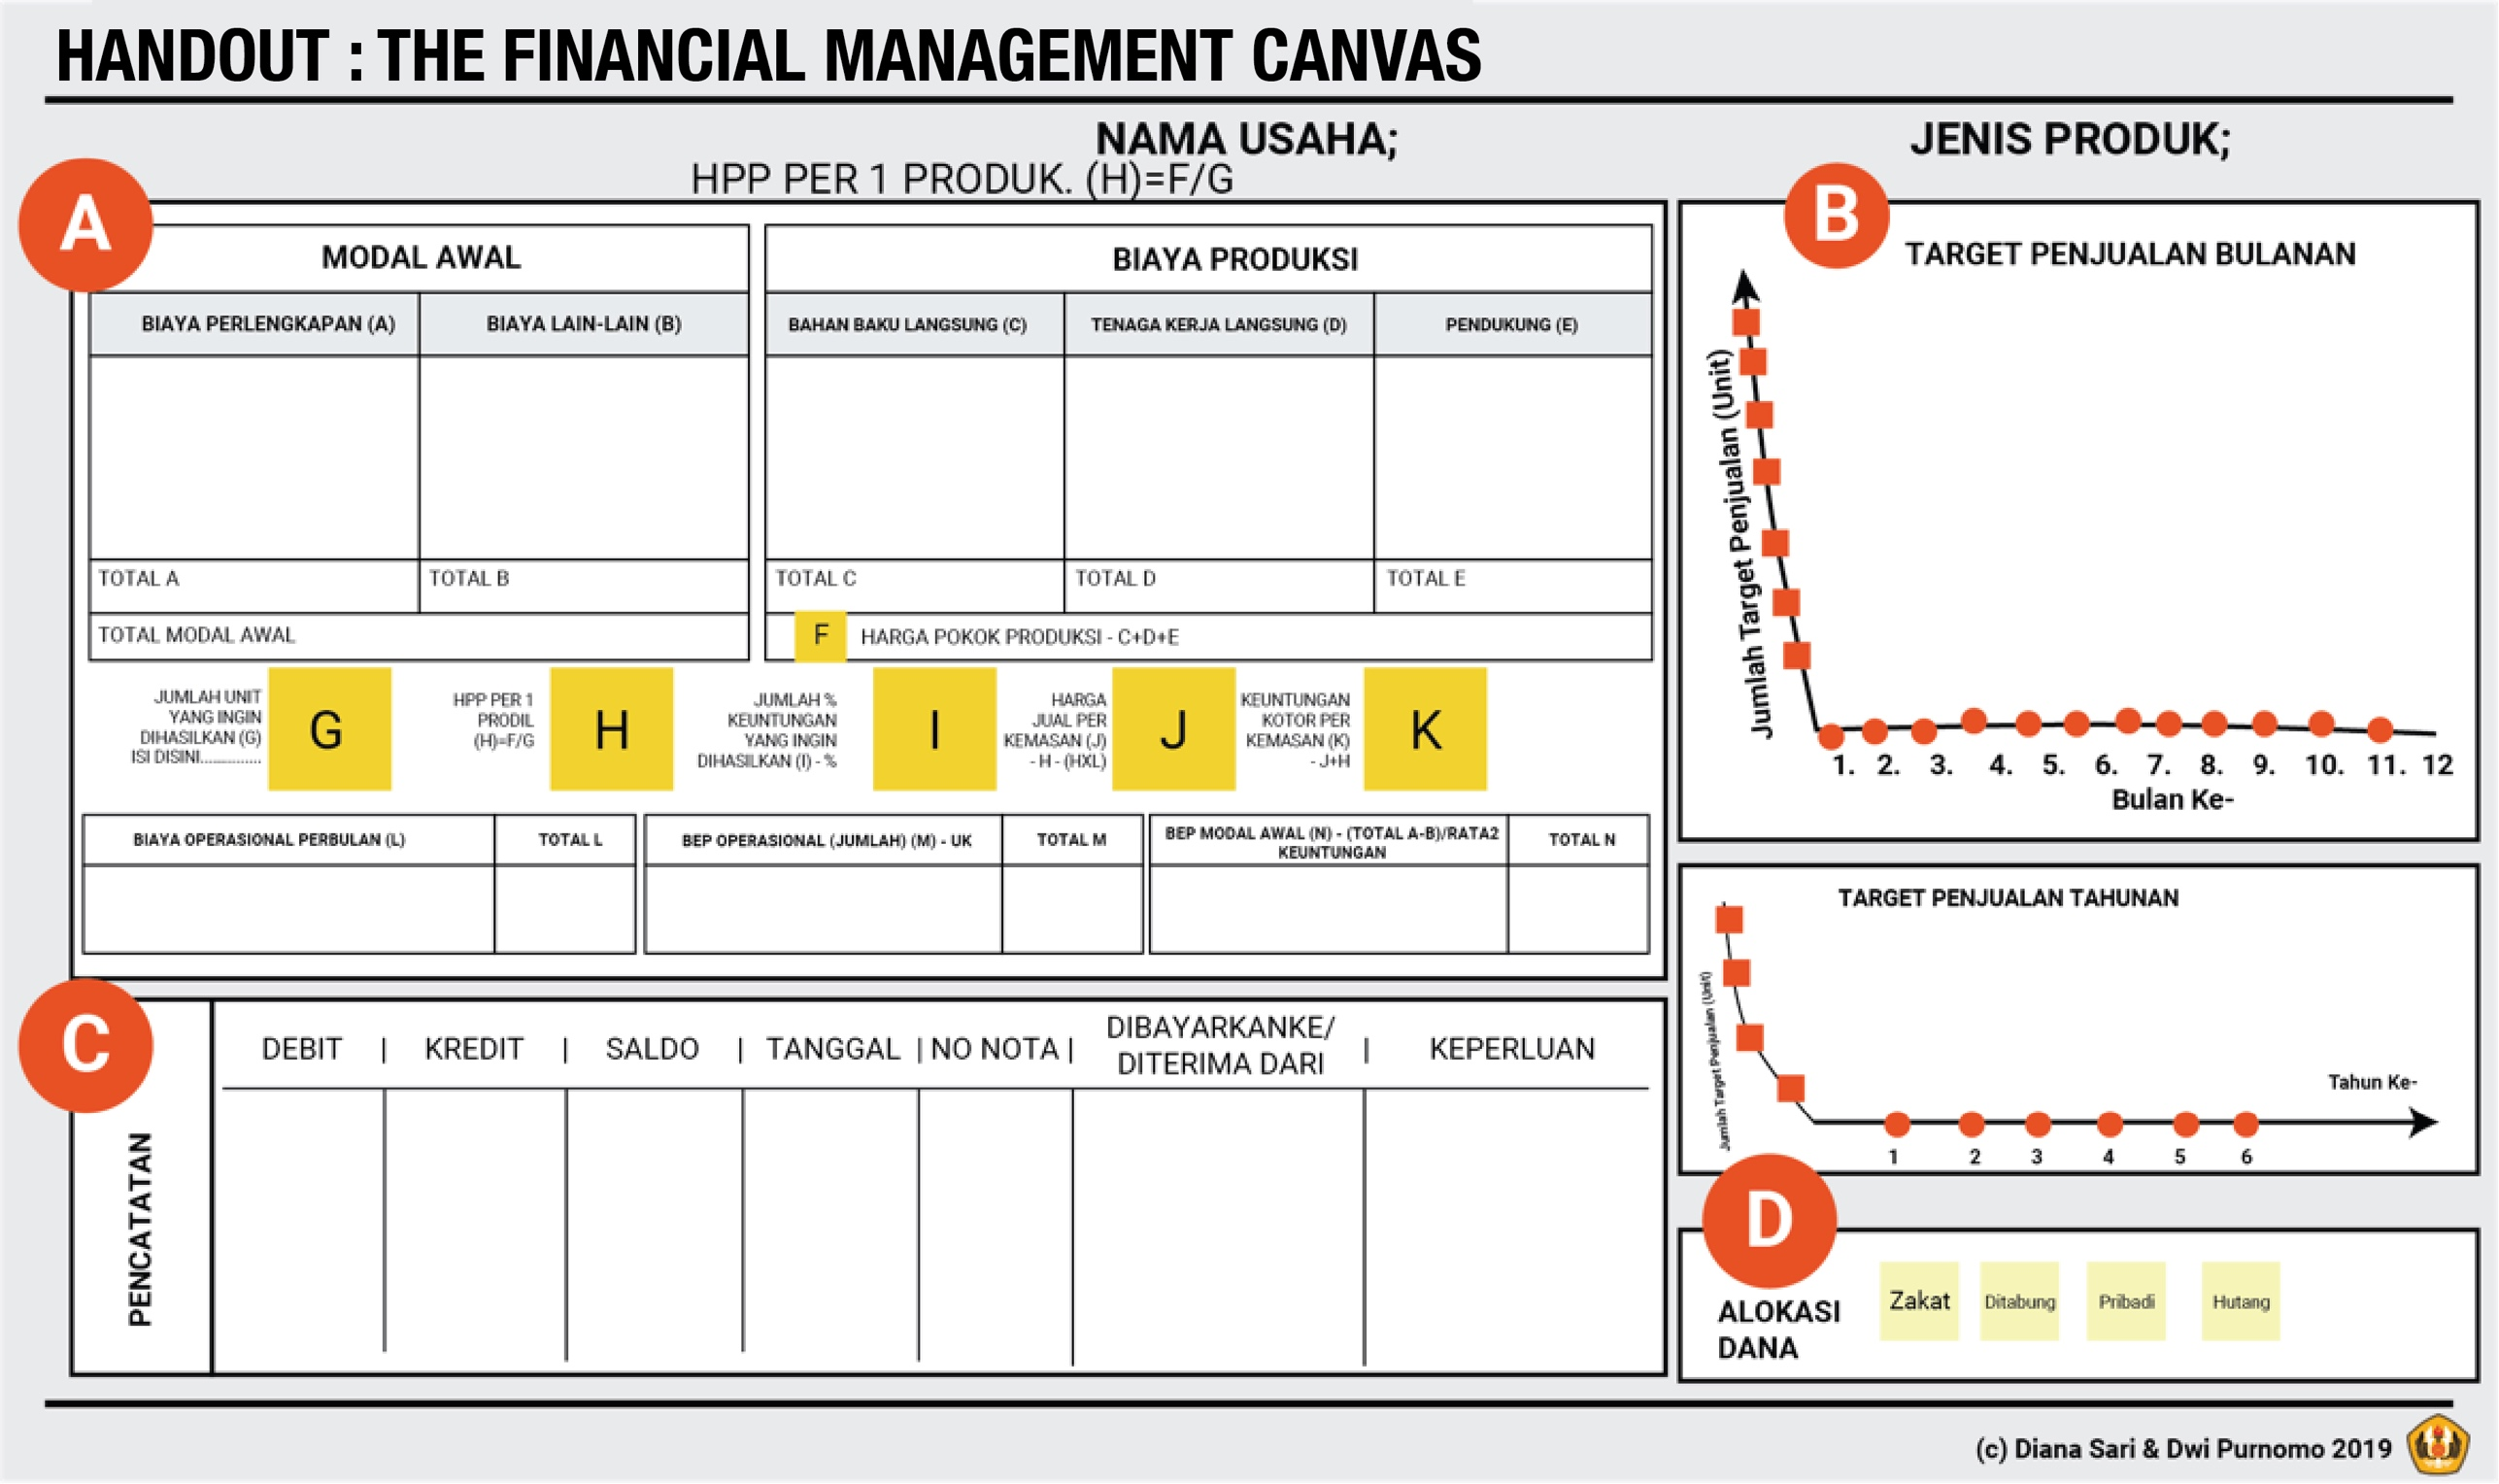 HANDOUT : THE FINANCIAL MANAGEMENT CANVAS
NAMA USAHA;
JENIS PRODUK;
HPP PER 1 PRODUK. (H)=F/G
A
MODAL AWAL
BIAYA PERLENGKAPAN (A)
BIAYA LAIN-LAIN (B)
TOTAL A
TOTAL B
TOTAL MODAL AWAL
BIAYA PRODUKSI
BAHAN BAKU LANGSUNG (C)
TENAGA KERJA LANGSUNG (D)
PENDUKUNG (E)
TOTAL C
TOTAL D
TOTAL E
F
HARGA POKOK PRODUKSI - C+D+E
JUMLAH UNIT
YANG INGIN
DIHASILKAN (G)
ISI DISINI..............
G
HPP PER 1
PRODIL
(H)=F/G
H
JUMLAH %
KEUNTUNGAN
YANG INGIN
DIHASILKAN (I) - %
I
HARGA
JUAL PER
KEMASAN (J)
- H - (HXL)
J
KEUNTUNGAN
KOTOR PER
KEMASAN (K)
- J+H
K
BIAYA OPERASIONAL PERBULAN (L)
TOTAL L
BEP OPERASIONAL (JUMLAH) (M) - UK
TOTAL M
BEP MODAL AWAL (N) - (TOTAL A-B)/RATA2
KEUNTUNGAN
TOTAL N
B
TARGET PENJUALAN BULANAN
Jumlah Target Penjualan (Unit)
1. 2. 3. 4. 5. 6. 7. 8. 9. 10. 11. 12
Bulan Ke-
TARGET PENJUALAN TAHUNAN
Jumlah Target Penjualan (Unit)
Tahun Ke-
1 2 3 4 5 6
C
PENCATATAN
DEBIT | KREDIT | SALDO | TANGGAL | NO NOTA | DIBAYARKANKE/
DITERIMA DARI | KEPERLUAN
D
ALOKASI
DANA
Zakat
Ditabung
Pribadi
Hutang
(c) Diana Sari & Dwi Purnomo 2019